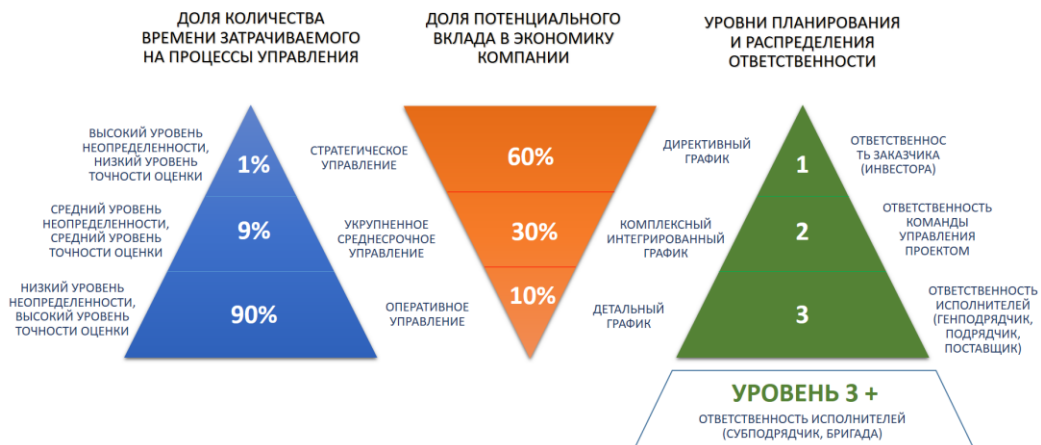 ДОЛЯ КОЛИЧЕСТВА
ВРЕМЕНИ ЗАТРАЧИВАЕМОГО
НА ПРОЦЕССЫ УПРАВЛЕНИЯ
ДОЛЯ ПОТЕНЦИАЛЬНОГО
ВКЛАДА В ЭКОНОМИКУ
КОМПАНИИ
УРОВНИ ПЛАНИРОВАНИЯ
И РАСПРЕДЕЛЕНИЯ
ОТВЕТСТВЕННОСТИ
ВЫСОКИЙ УРОВЕНЬ
НЕОПРЕДЕЛЕННОСТИ,
НИЗКИЙ УРОВЕНЬ
ТОЧНОСТИ ОЦЕНКИ
1%
СТРАТЕГИЧЕСКОЕ
УПРАВЛЕНИЕ
60%
ДИРЕКТИВНЫЙ
ГРАФИК
1
ОТВЕТСТВЕННОС
ТЬ ЗАКАЗЧИКА
(ИНВЕСТОРА)
СРЕДНИЙ УРОВЕНЬ
НЕОПРЕДЕЛЕННОСТИ,
СРЕДНИЙ УРОВЕНЬ
ТОЧНОСТИ ОЦЕНКИ
9%
УКРУПНЕННОЕ
СРЕДНЕСРОЧНОЕ
УПРАВЛЕНИЕ
30%
КОМПЛЕКСНЫЙ
ИНТЕГРИРОВАННЫЙ
ГРАФИК
2
ОТВЕТСТВЕННОСТЬ
КОМАНДЫ
УПРАВЛЕНИЯ
ПРОЕКТОМ
НИЗКИЙ УРОВЕНЬ
НЕОПРЕДЕЛЕННОСТИ,
ВЫСОКИЙ УРОВЕНЬ
ТОЧНОСТИ ОЦЕНКИ
90%
ОПЕРАТИВНОЕ
УПРАВЛЕНИЕ
10%
ДЕТАЛЬНЫЙ
ГРАФИК
3
ОТВЕТСТВЕННОСТЬ
ИСПОЛНИТЕЛЕЙ
(ГЕНПОДРЯДЧИК,
ПОДРЯДЧИК,
ПОСТАВЩИК)
УРОВЕНЬ 3 +
ОТВЕТСТВЕННОСТЬ ИСПОЛНИТЕЛЕЙ
(СУБПОДРЯДЧИК, БРИГАДА)